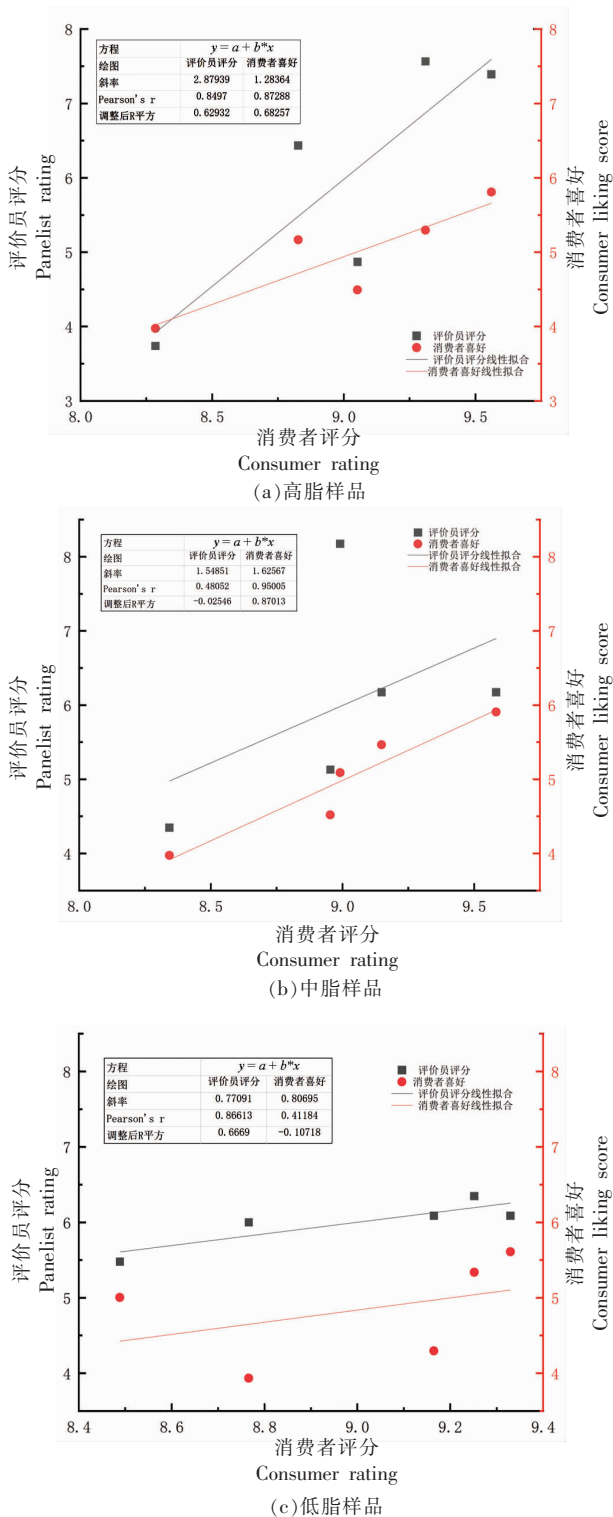 方程 y = a + b*x
绘图 评价员评分 消费者喜好
斜率 2.87939 1.28364
Pearson's r 0.8497 0.87288
调整后R平方 0.62932 0.68257
8
7
6
5
4
3
8
7
6
5
4
3
评价员评分
Panelist rating
消费者喜好
Consumer liking score
评价员评分
消费者喜好
评价员评分线性拟合
消费者喜好线性拟合
8.0 8.5 9.0 9.5
消费者评分
Consumer rating
(a)高脂样品
方程 y = a + b*x
绘图 评价员评分 消费者喜好
斜率 1.54851 1.62567
Pearson's r 0.48052 0.95005
调整后R平方 -0.02546 0.87013
评价员评分
消费者喜好
评价员评分线性拟合
消费者喜好线性拟合
8
7
6
5
4
8
7
6
5
4
评价员评分
Panelist rating
消费者喜好
Consumer liking score
8.0 8.5 9.0 9.5
消费者评分
Consumer rating
(b)中脂样品
方程 y = a + b*x
绘图 评价员评分 消费者喜好
斜率 0.77091 0.80695
Pearson's r 0.86613 0.41184
调整后R平方 0.6669 -0.10718
评价员评分
消费者喜好
评价员评分线性拟合
消费者喜好线性拟合
8
7
6
5
4
8
7
6
5
4
评价员评分
Panelist rating
消费者喜好
Consumer liking score
8.4 8.6 8.8 9.0 9.2 9.4
消费者评分
Consumer rating
(c)低脂样品